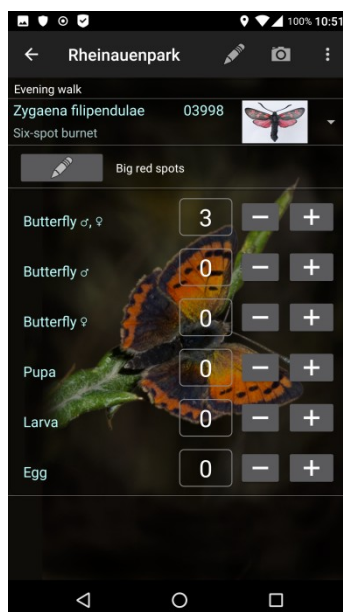 100% 10:51
Rheinauenpark
Evening walk
Zygaena filipendulae 03998
Six-spot burnet
Big red spots
Butterfly ♂, ♀ 3
Butterfly ♂ 0
Butterfly ♀ 0
Pupa 0
Larva 0
Egg 0